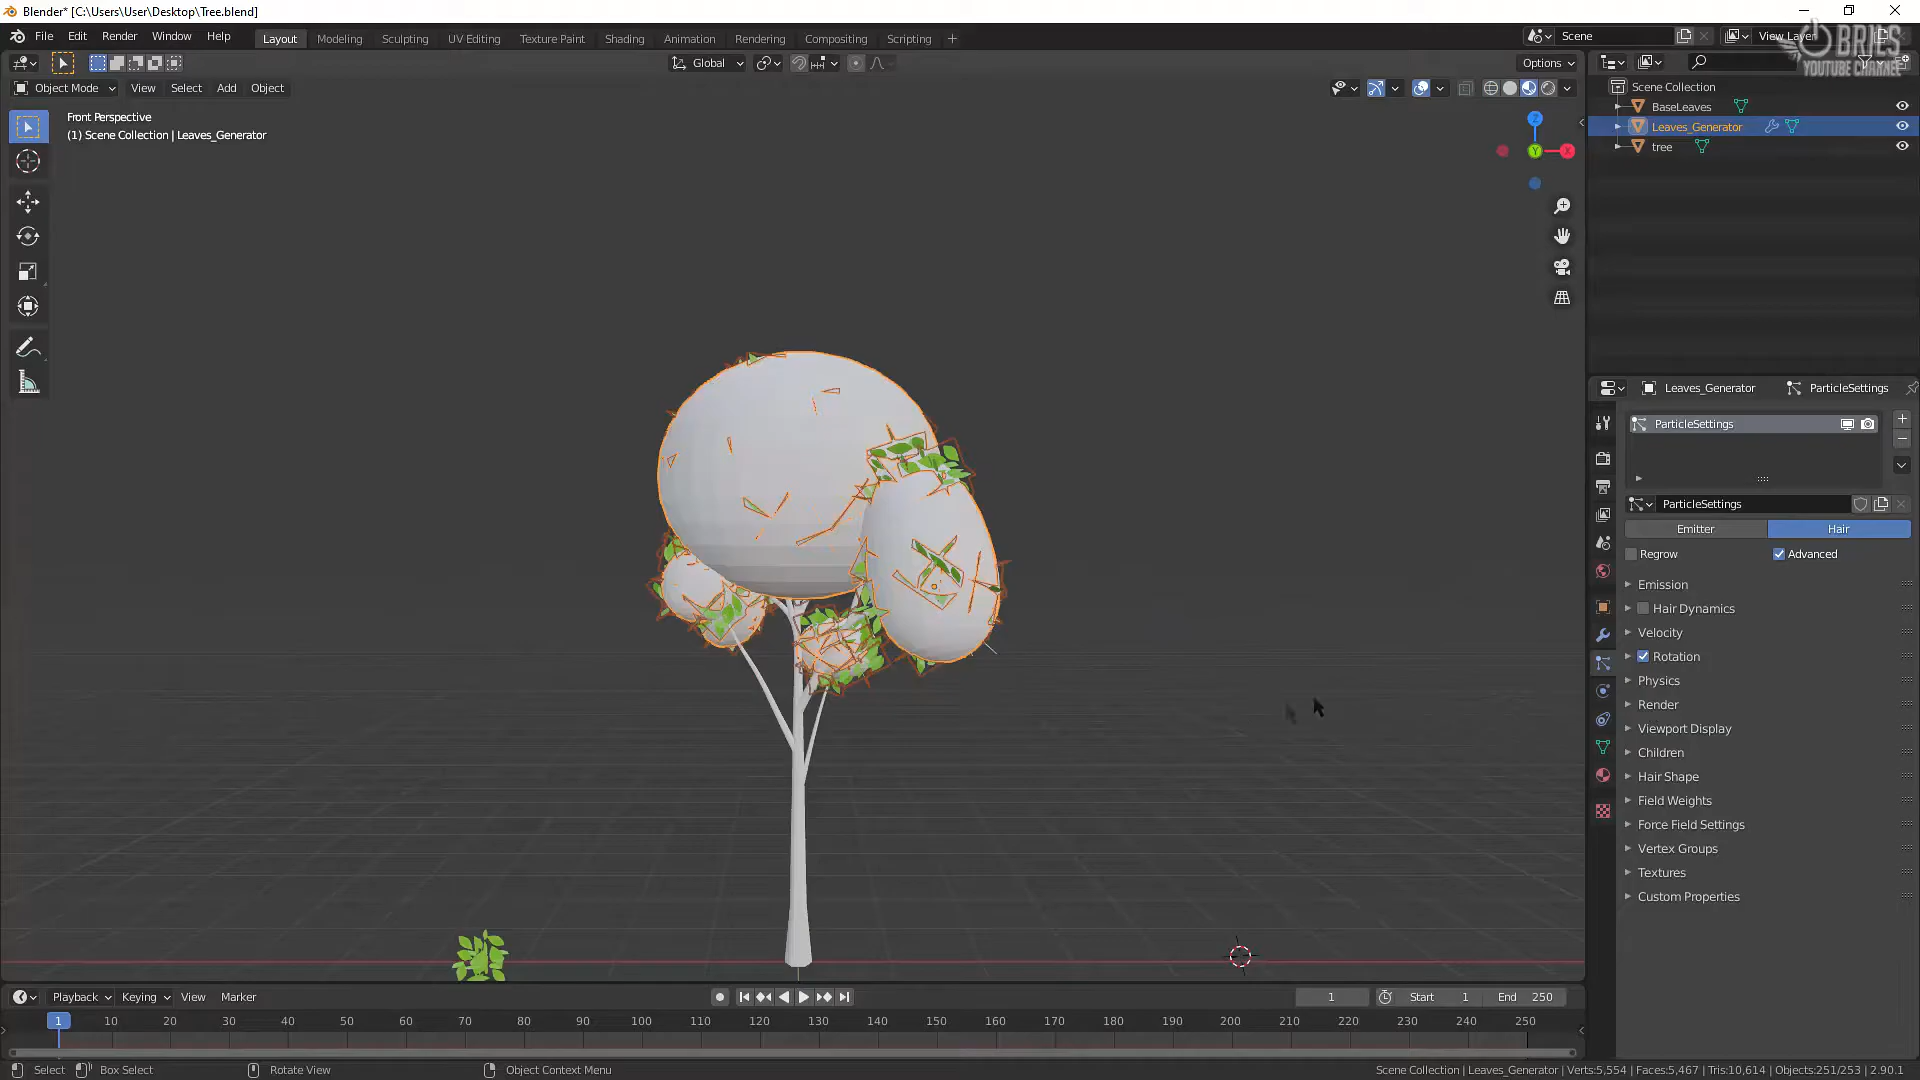 Blender* [C:\Users\User\Desktop\Tree.blend]
File Edit Render Window Help
Layout Modeling Sculpting UV Editing Texture Paint Shading Animation Rendering Compositing Scripting +
Scene
View Layer
BRIES
YOUTUBE CHANNEL
Global
Options
Object Mode View Select Add Object
Front Perspective
(1) Scene Collection | Leaves_Generator
Z
Y
X
Scene Collection
BaseLeaves
Leaves_Generator
tree
Leaves_Generator ParticleSettings
ParticleSettings
ParticleSettings
Emitter Hair
Regrow Advanced
Emission
Hair Dynamics
Velocity
Rotation
Physics
Render
Viewport Display
Children
Hair Shape
Field Weights
Force Field Settings
Vertex Groups
Textures
Custom Properties
Playback Keying View Marker
1 Start 1 End 250
1 10 20 30 40 50 60 70 80 90 100 110 120 130 140 150 160 170 180 190 200 210 220 230 240 250
Select Box Select Rotate View Object Context Menu
Scene Collection | Leaves_Generator | Verts:5,554 | Faces:5,467 | Tris:10,614 | Objects:251/253 | 2.90.1